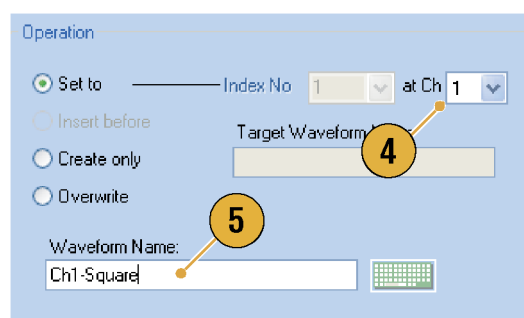 Operation
Set to Index No 1 at Ch 1
Insert before
Target Waveform
4
Create only
Overwrite
5
Waveform Name:
Ch1-Square